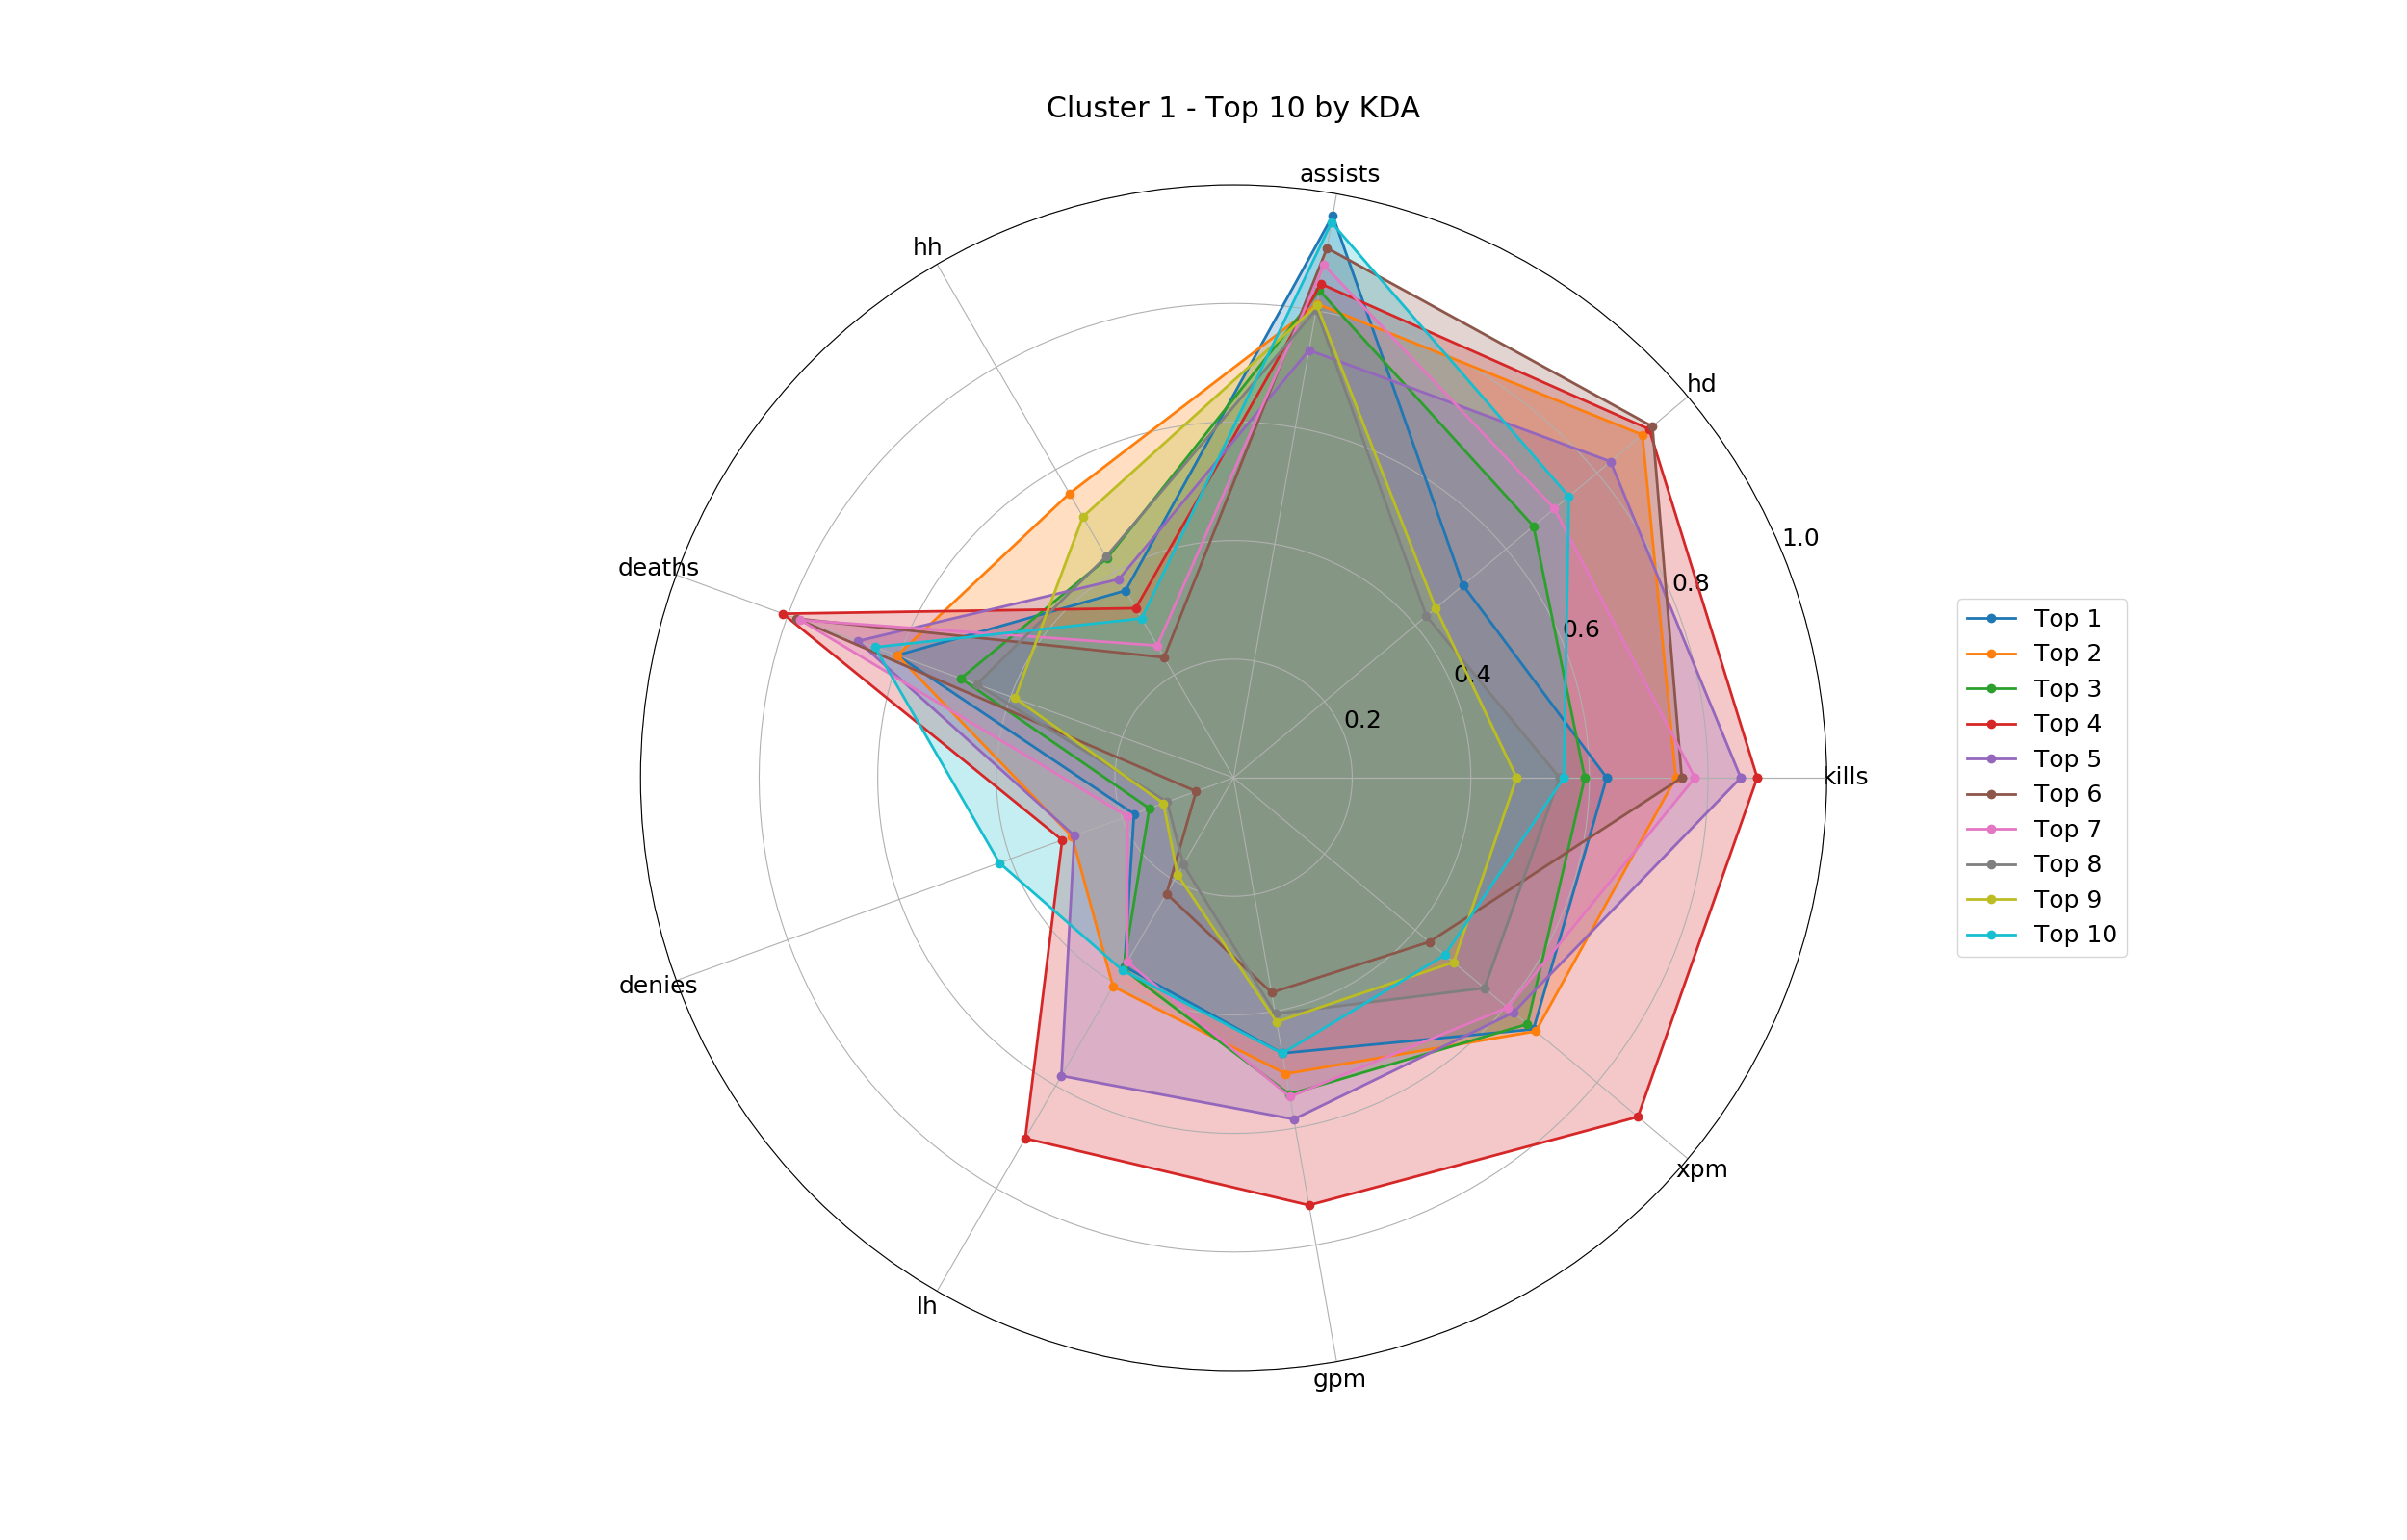 Cluster 1 - Top 10 by KDA
assists
hh
hd
1.0
deaths
0.8
0.6
0.4
0.2
kills
denies
xpm
lh
gpm
Top 1
Top 2
Top 3
Top 4
Top 5
Top 6
Top 7
Top 8
Top 9
Top 10